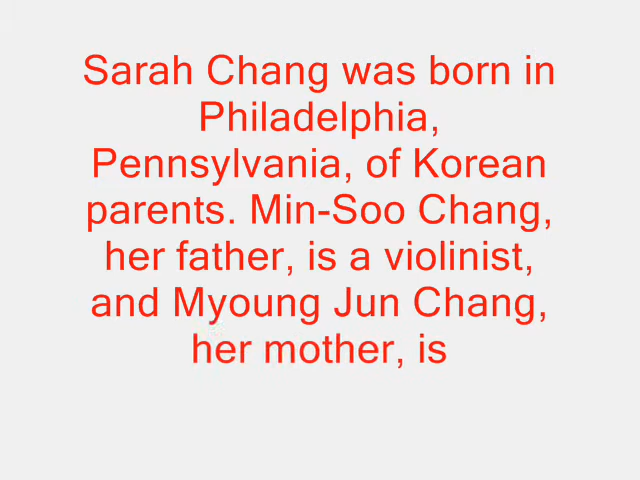 Sarah Chang was born in
Philadelphia,
Pennsylvania, of Korean
parents. Min-Soo Chang,
her father, is a violinist,
and Myoung Jun Chang,
her mother, is